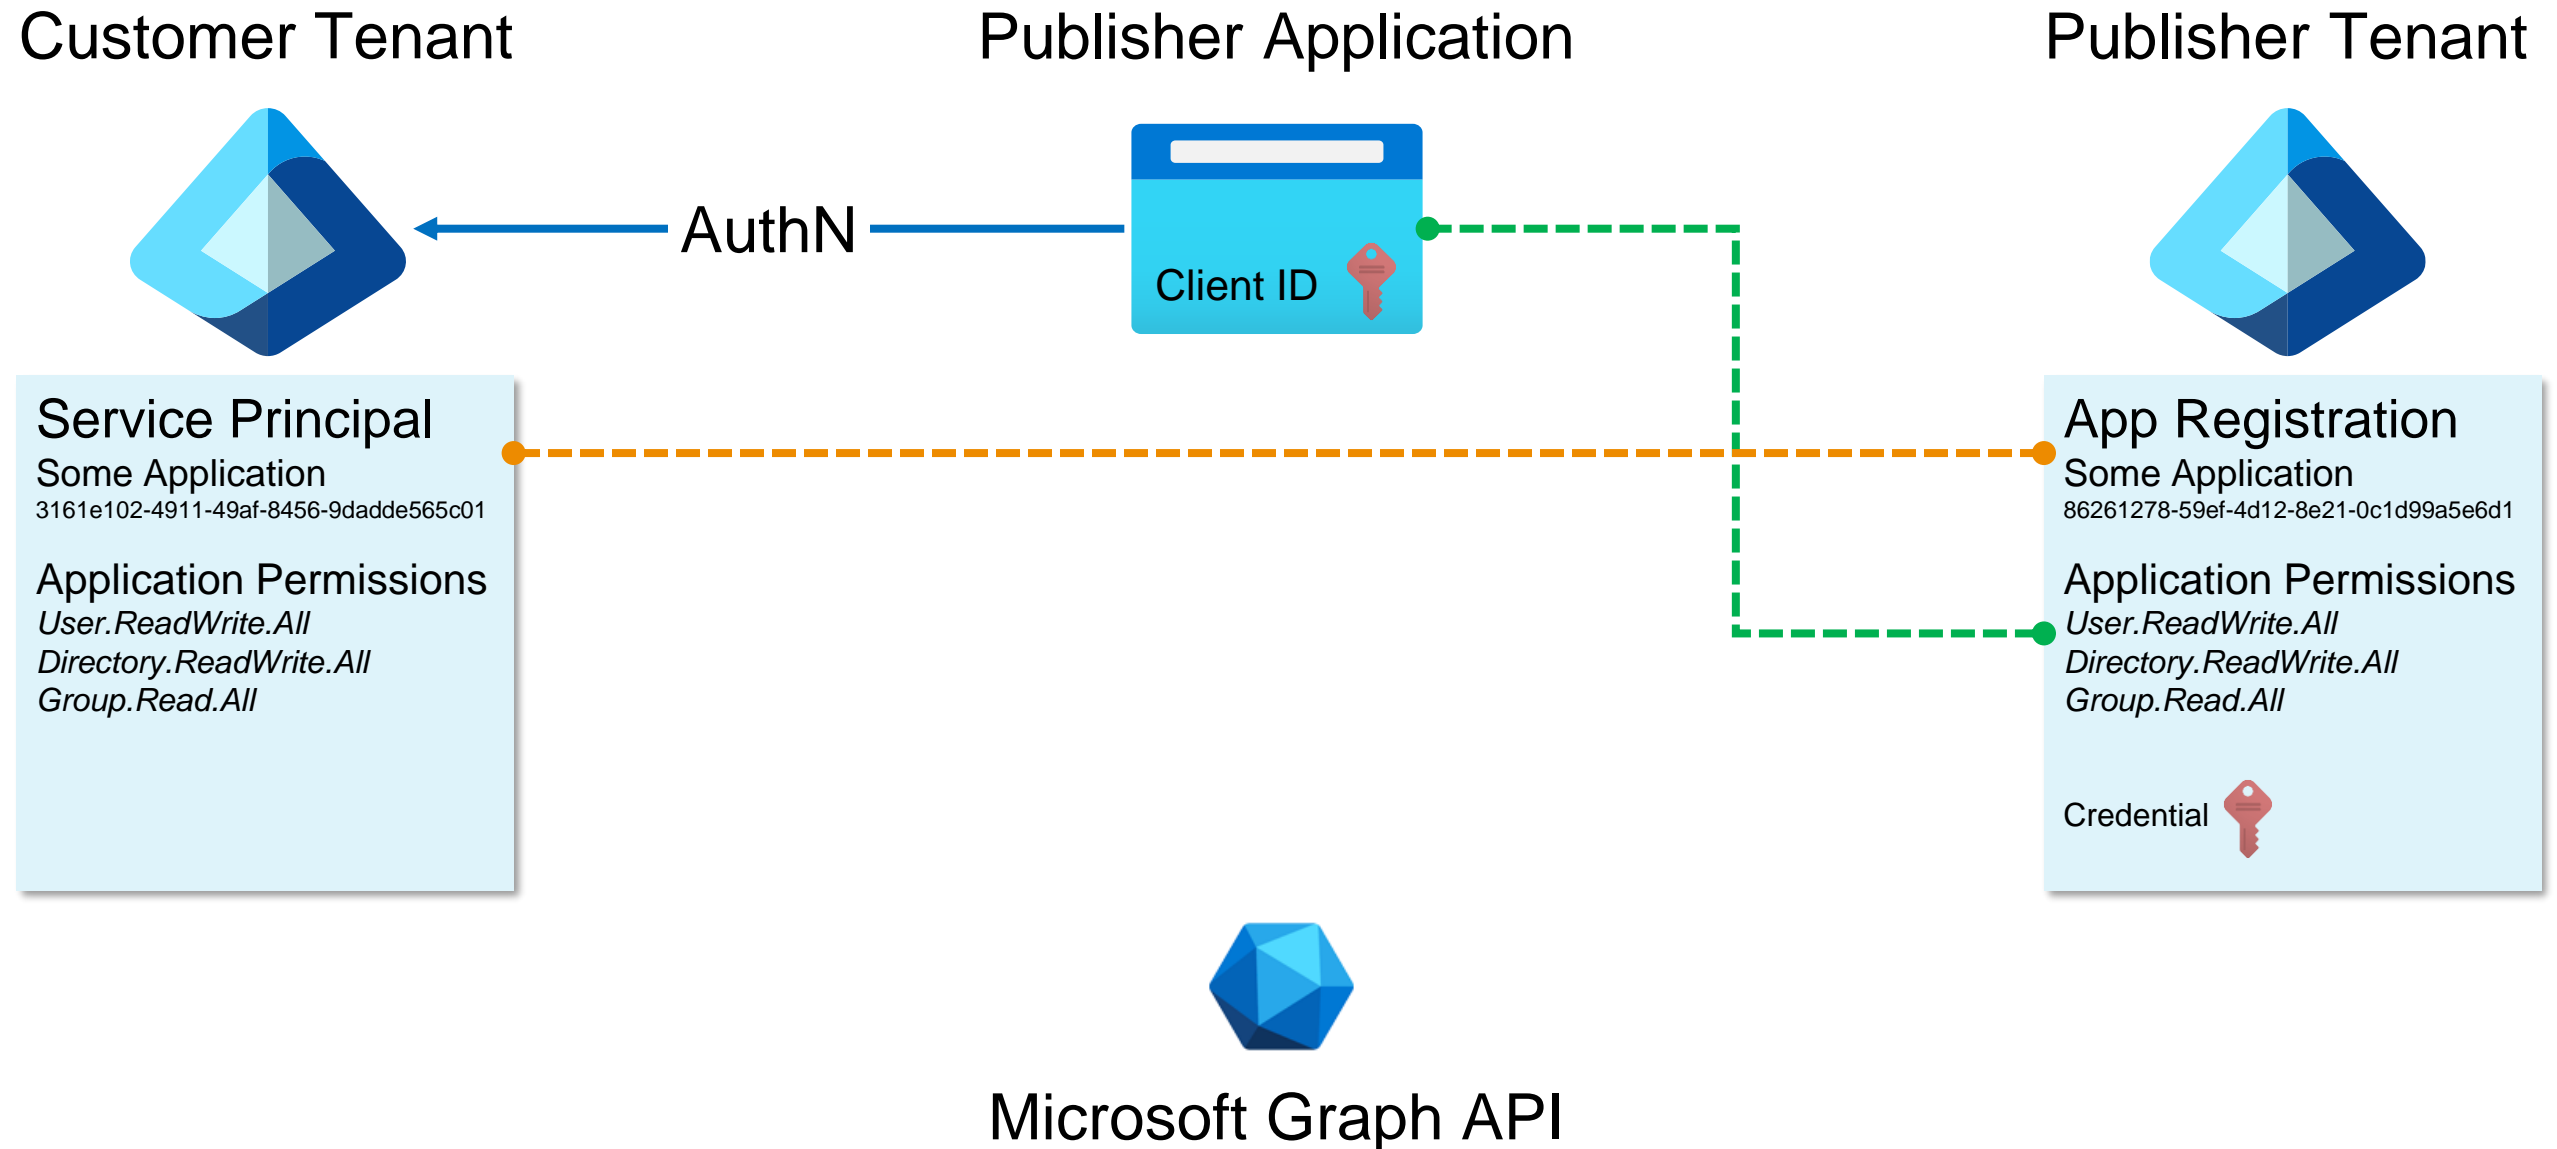 Customer Tenant
Publisher Application
Publisher Tenant
AuthN
Client ID
Service Principal
Some Application
3161e102-4911-49af-8456-9dadde565c01
Application Permissions
User.ReadWrite.All
Directory.ReadWrite.All
Group.Read.All
App Registration
Some Application
86261278-59ef-4d12-8e21-0c1d99a5e6d1
Application Permissions
User.ReadWrite.All
Directory.ReadWrite.All
Group.Read.All
Credential
Microsoft Graph API